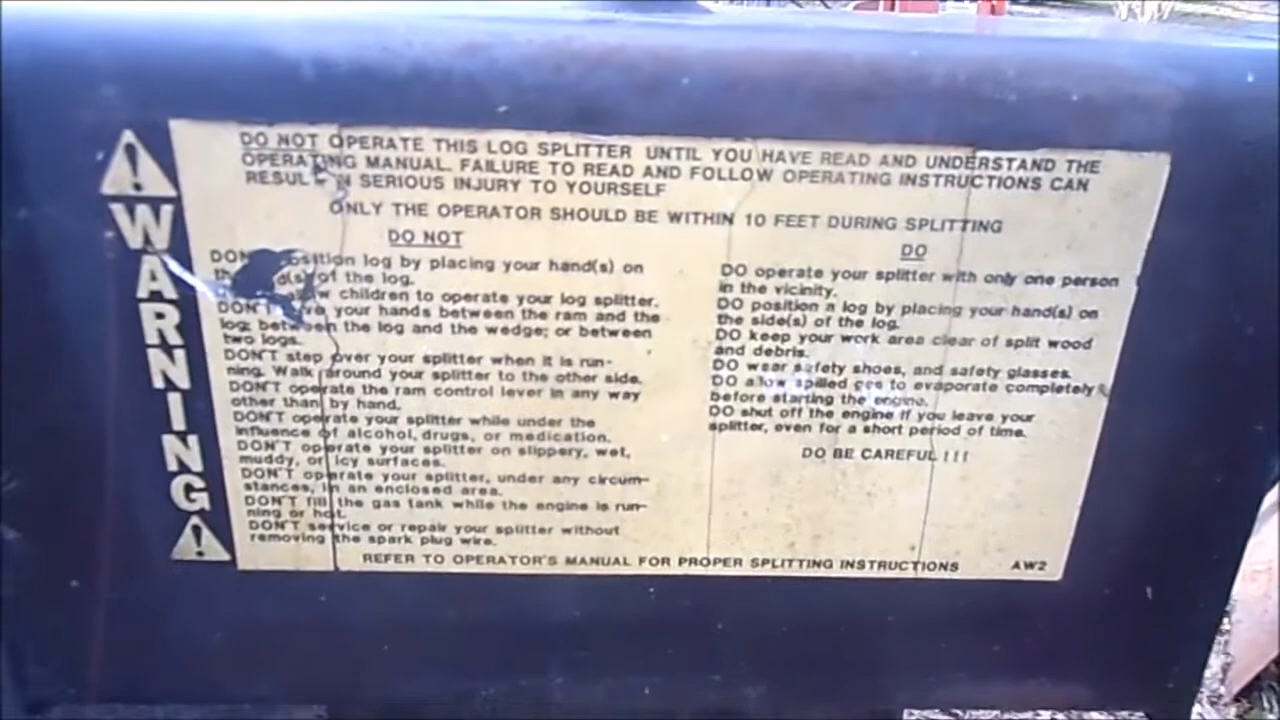 WARNING
DO NOT OPERATE THIS LOG SPLITTER UNTIL YOU HAVE READ AND UNDERSTAND THE
OPERATING MANUAL. FAILURE TO READ AND FOLLOW OPERATING INSTRUCTIONS CAN
RESULT IN SERIOUS INJURY TO YOURSELF
ONLY THE OPERATOR SHOULD BE WITHIN 10 FEET DURING SPLITTING
DO NOT
position log by placing your hand(s) on
of the log.
children to operate your log splitter.
DON'T your hands between the ram and the
log; between the log and the wedge; or between
two logs.
DON'T step over your splitter when it is run-
ning. Walk around your splitter to the other side.
DON'T operate the ram control lever in any way
other than by hand.
DON'T operate your splitter while under the
influence of alcohol, drugs, or medication.
DON'T operate your splitter on slippery, wet,
muddy, or icy surfaces.
DON'T operate your splitter, under any circum-
stances, in an enclosed area.
DON'T fill the gas tank while the engine is run-
ning or hot.
DON'T service or repair your splitter without
removing the spark plug wire.
DO
DO operate your splitter with only one person
in the vicinity.
DO position a log by placing your hand(s) on
the side(s) of the log.
DO keep your work area clear of split wood
and debris.
DO wear safety shoes, and safety glasses.
DO allow spilled gas to evaporate completely
before starting the engine.
DO shut off the engine if you leave your
splitter, even for a short period of time.
DO BE CAREFUL !!!
REFER TO OPERATOR'S MANUAL FOR PROPER SPLITTING INSTRUCTIONS AW2